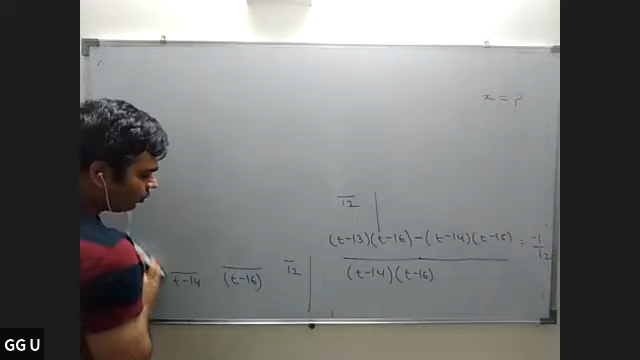 x = p
12
(t-13)(t-16) - (t-14)(t-15) = -1/12
(t-14)(t-16)
t-14 (t-16) 12
GG U